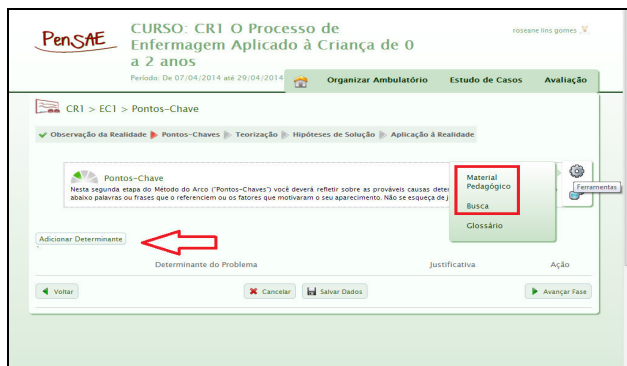 PenSAE
CURSO: CR1 O Processo de
Enfermagem Aplicado à Criança de 0
a 2 anos
roseane lins gomes
Período: De 07/04/2014 até 29/04/2014
Organizar Ambulatório Estudo de Casos Avaliação
CR1 > EC1 > Pontos-Chave
Observação da Realidade Pontos-Chaves Teorização Hipóteses de Solução Aplicação à Realidade
Pontos-Chave
Nesta segunda etapa do Método do Arco ("Pontos-Chaves") você deverá refletir sobre as prováveis causas deter
abaixo palavras ou frases que o referenciem ou os fatores que motivaram o seu aparecimento. Não se esqueça de j
Material
Pedagógico
Busca
Glossário
Ferramentas
Adicionar Determinante
Determinante do Problema Justificativa Ação
Voltar Cancelar Salvar Dados Avançar Fase